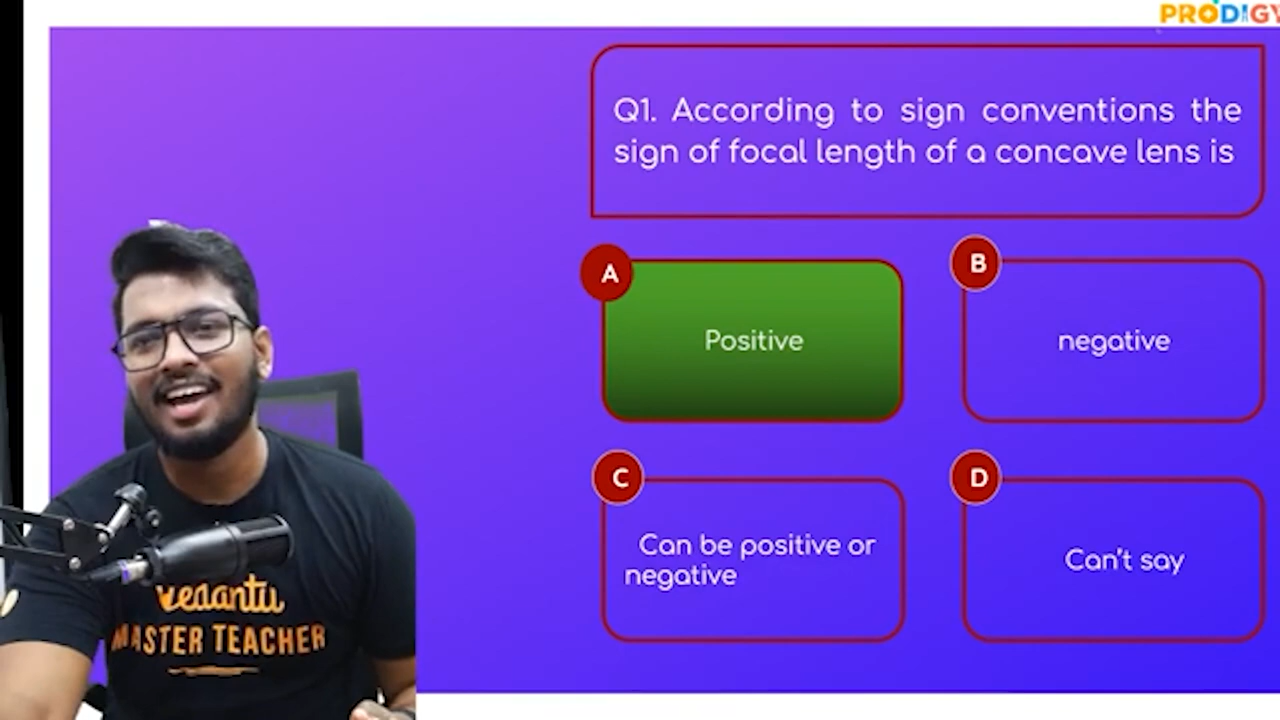 PRODIGY
Q1. According to sign conventions the
sign of focal length of a concave lens is
A
Positive
B
negative
C
Can be positive or
negative
D
Can't say
Vedantu
MASTER TEACHER